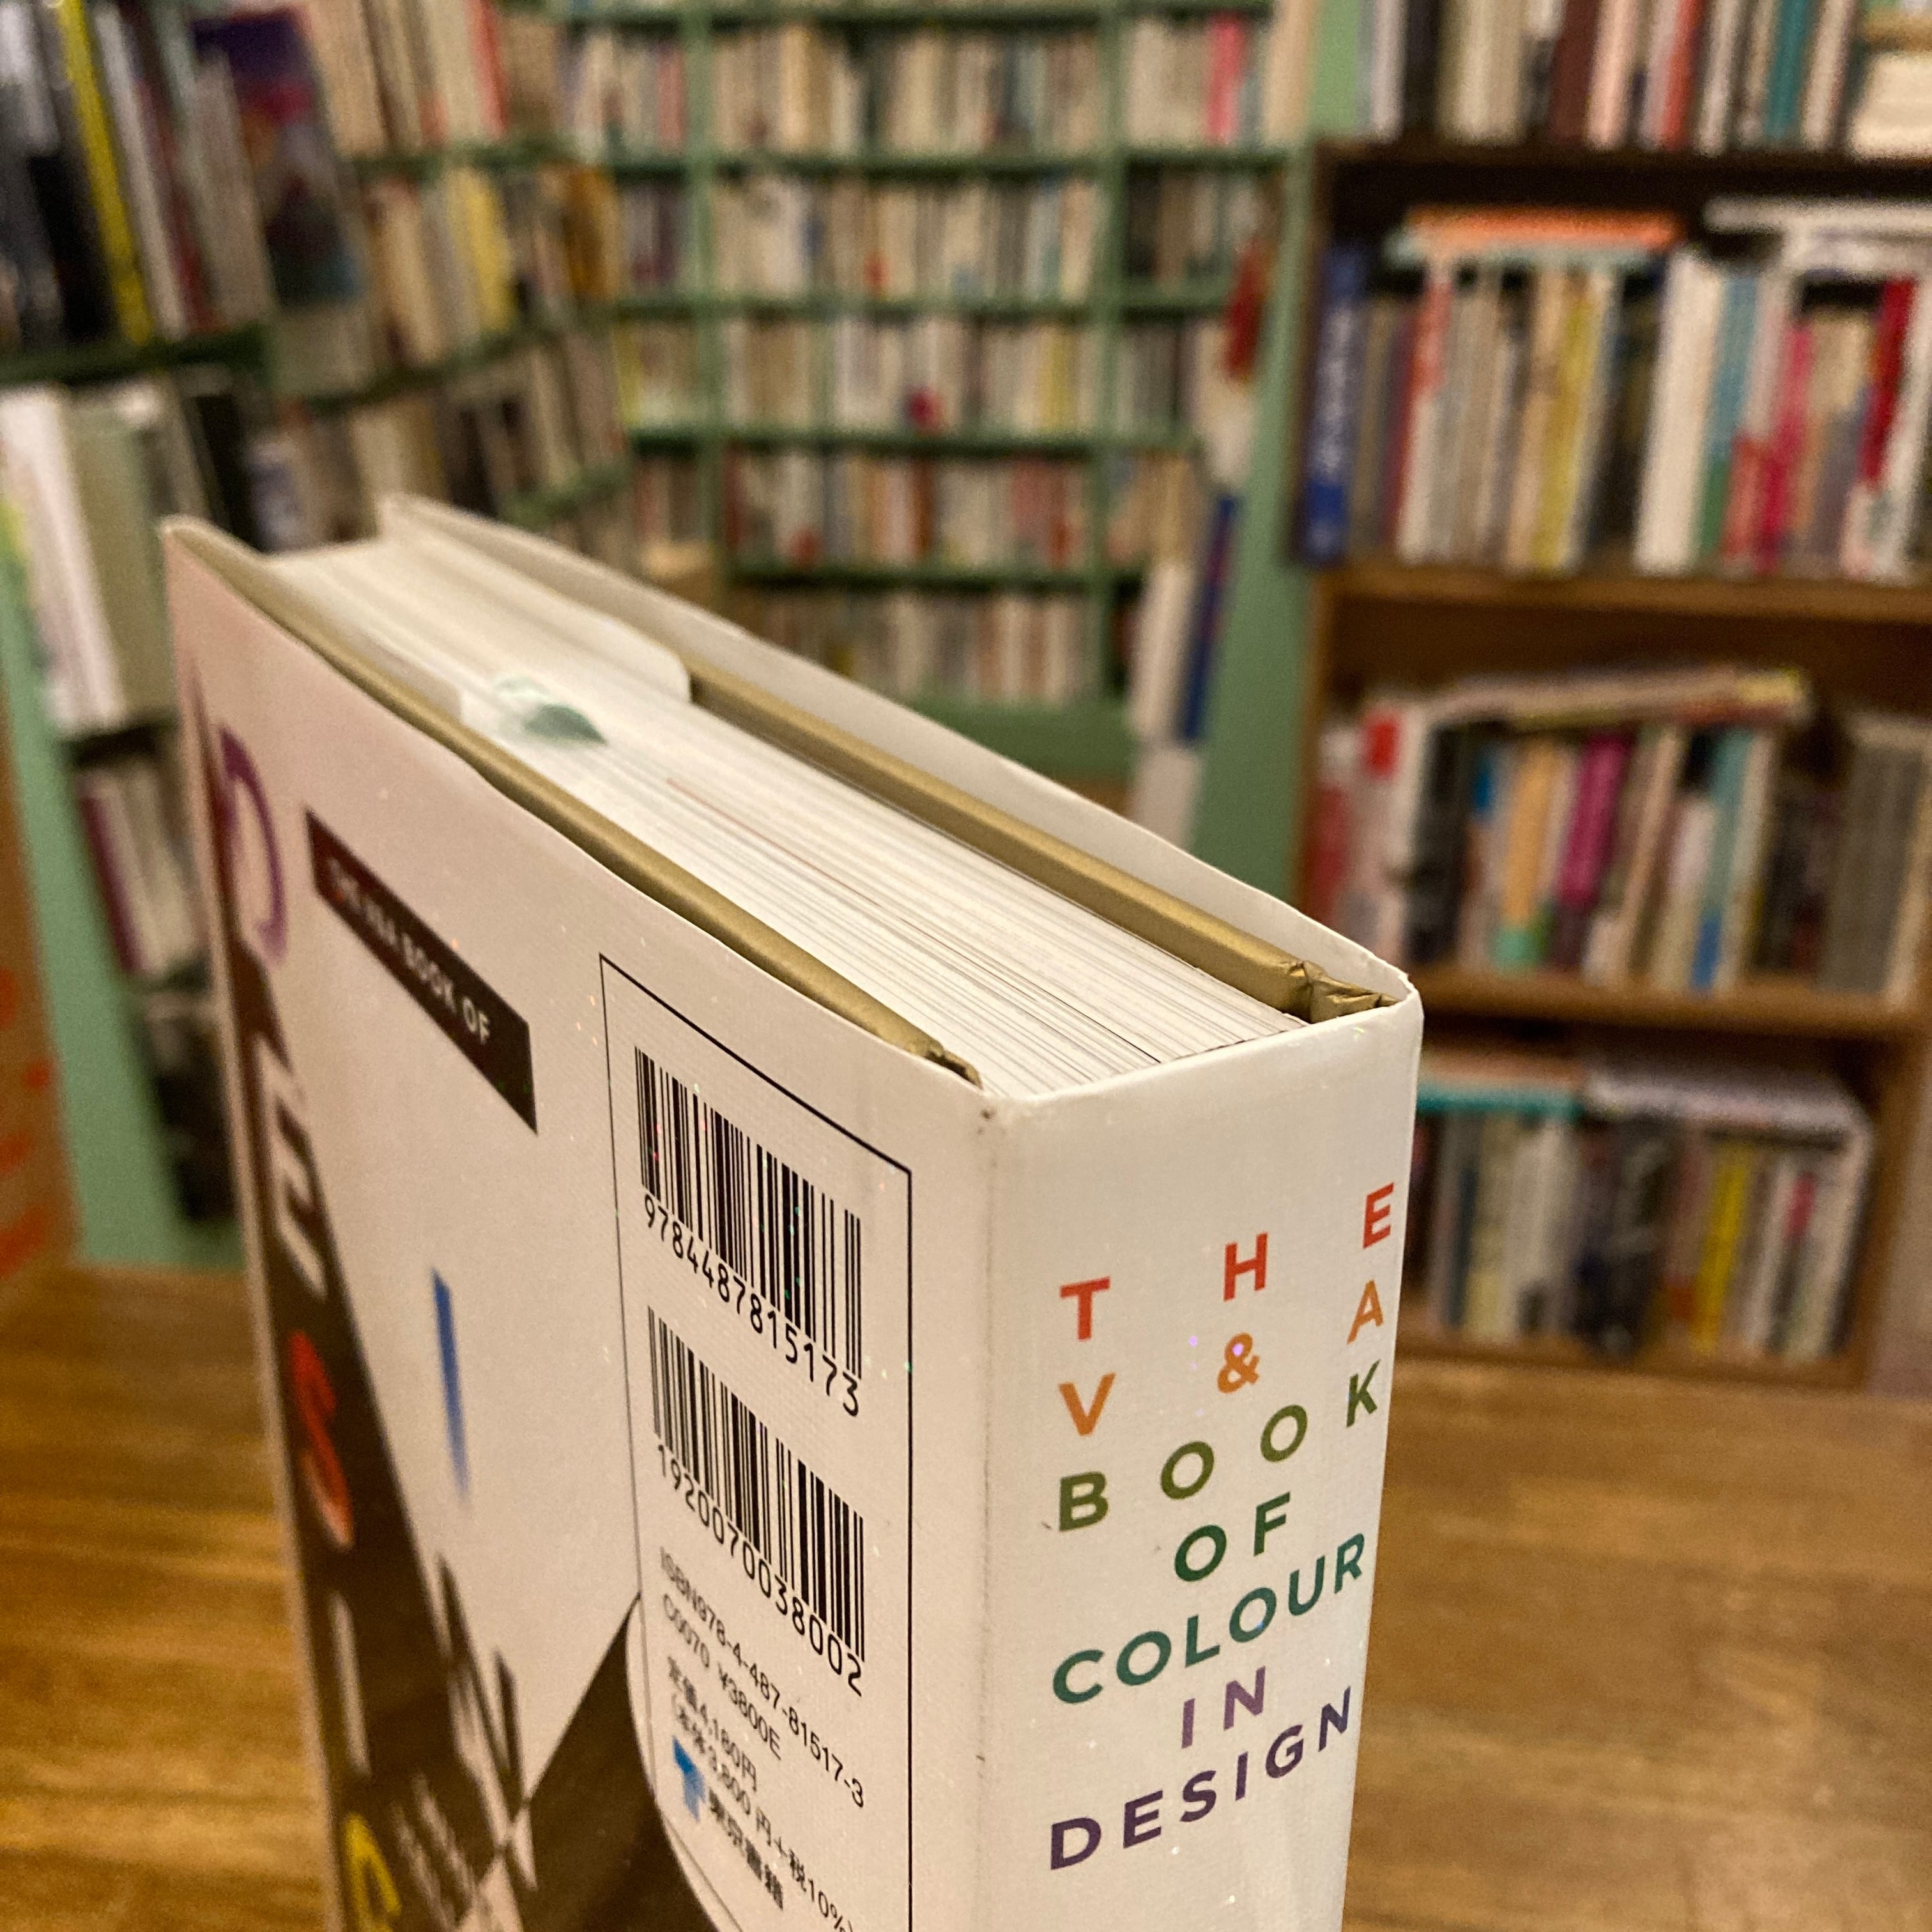 THE V&A BOOK OF
9784487815173
1920070038002
ISBN978-4-487-81517-3
C0070 ¥3800E
定価4,180円
(本体3,800円+税10%)
東京書籍
T H E
V & A
BOOK
OF
COLOUR
IN
DESIGN